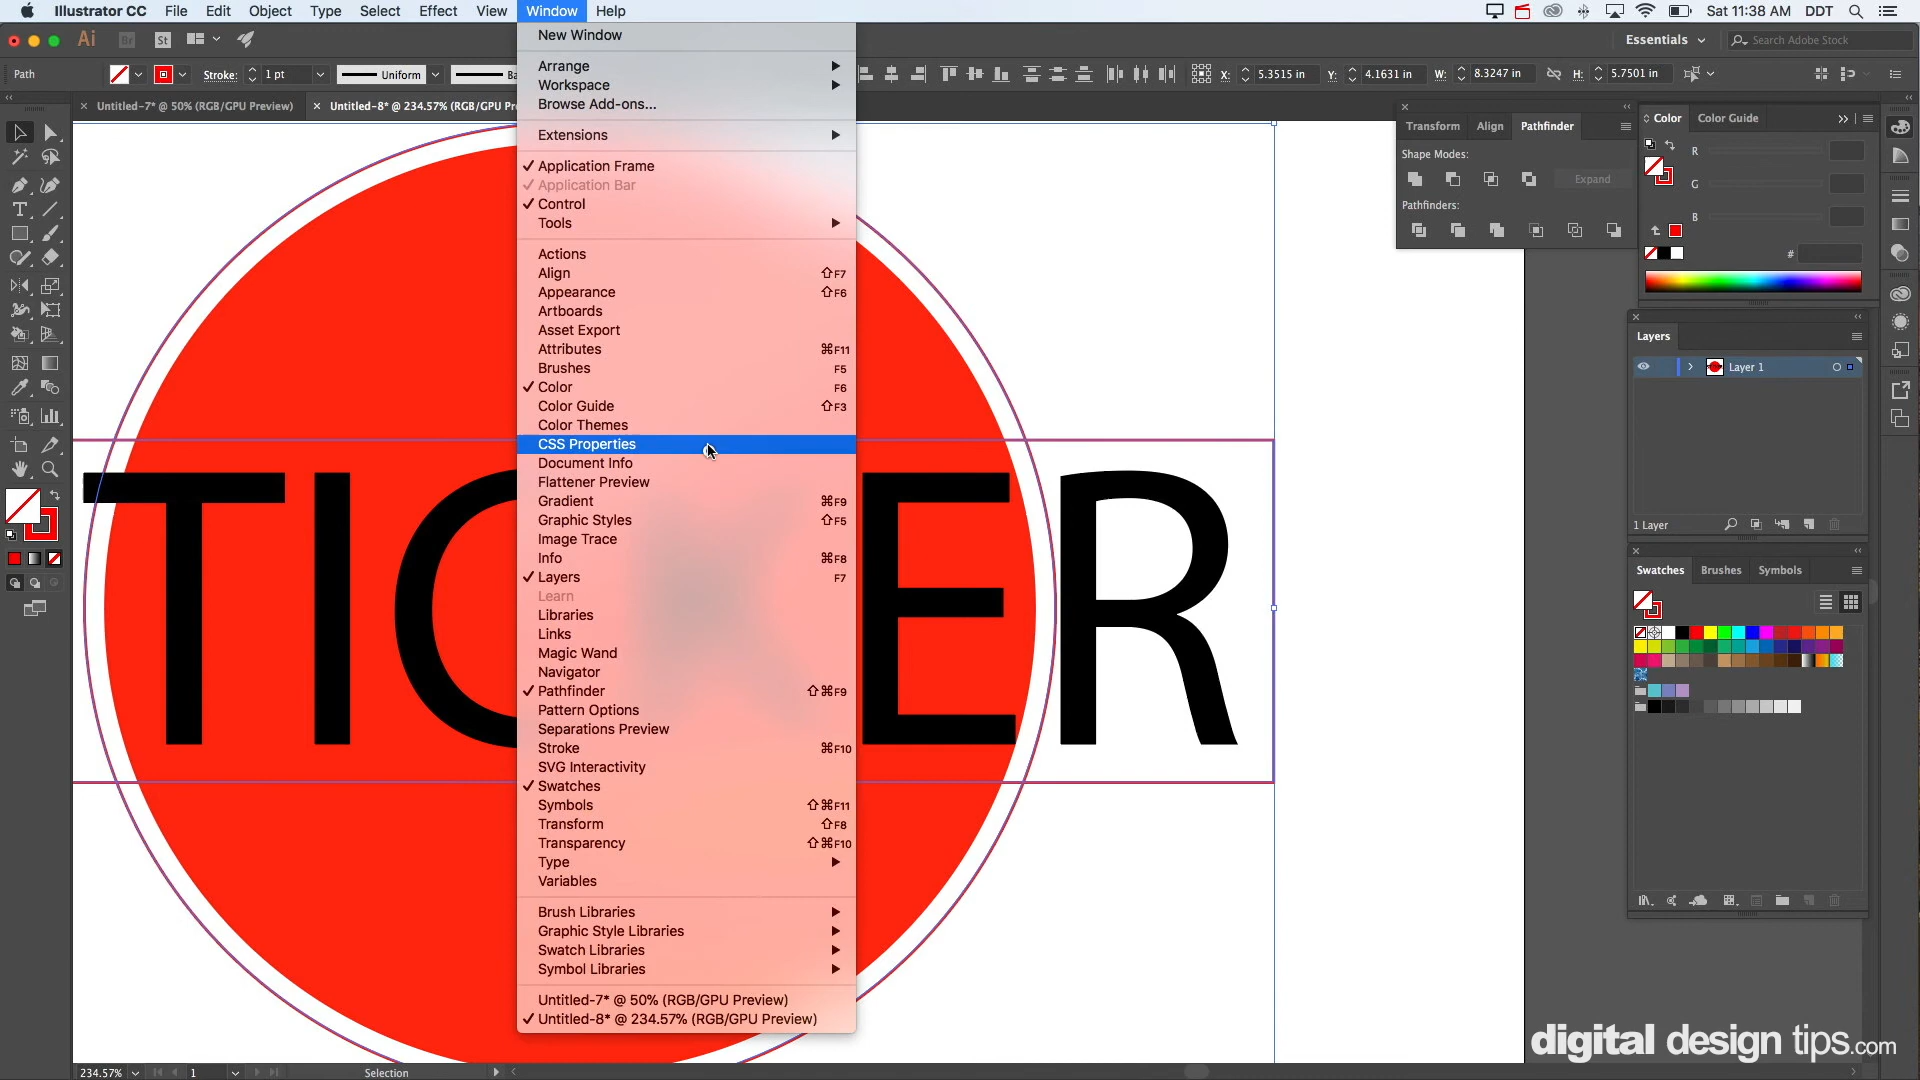 Illustrator CC File Edit Object Type Select Effect View Window Help Sat 11:38 AM DDT
Ai Br St Essentials Search Adobe Stock
Path Stroke: 1 pt Uniform Ba X: 5.3515 in Y: 4.1631 in W: 8.3247 in H: 5.7501 in
Untitled-7* @ 50% (RGB/GPU Preview) Untitled-8* @ 234.57% (RGB/GPU Pr
New Window
Arrange
Workspace
Browse Add-ons...
Extensions
Application Frame
Application Bar
Control
Tools
Actions
Align ⇧F7
Appearance ⇧F6
Artboards
Asset Export
Attributes ⌘F11
Brushes F5
Color F6
Color Guide ⇧F3
Color Themes
CSS Properties
Document Info
Flattener Preview
Gradient ⌘F9
Graphic Styles ⇧F5
Image Trace
Info ⌘F8
Layers F7
Learn
Libraries
Links
Magic Wand
Navigator
Pathfinder ⇧⌘F9
Pattern Options
Separations Preview
Stroke ⌘F10
SVG Interactivity
Swatches
Symbols ⇧⌘F11
Transform ⇧F8
Transparency ⇧⌘F10
Type
Variables
Brush Libraries
Graphic Style Libraries
Swatch Libraries
Symbol Libraries
Untitled-7* @ 50% (RGB/GPU Preview)
Untitled-8* @ 234.57% (RGB/GPU Preview)
TIC ER
Transform Align Pathfinder
Shape Modes:
Expand
Pathfinders:
Color Color Guide
R
G
B
#
Layers
Layer 1
1 Layer
Swatches Brushes Symbols
234.57% 1 Selection
digital design tips.com